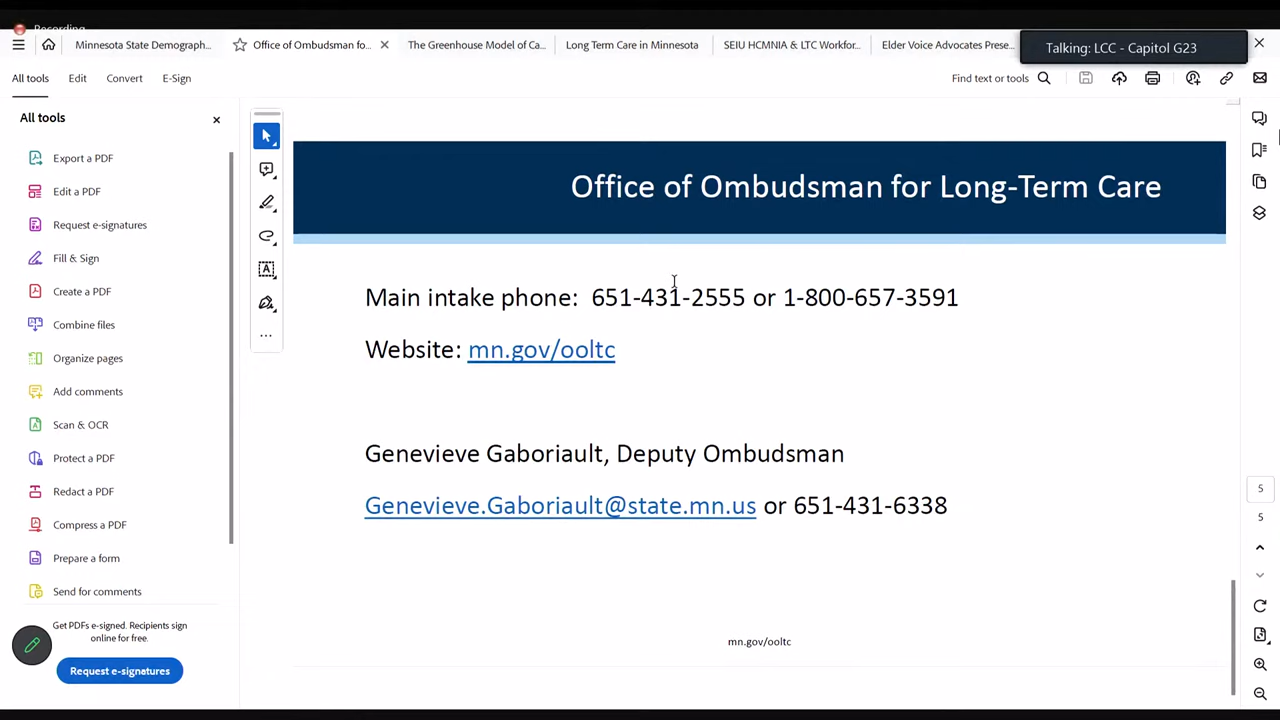 Recording
Minnesota State Demograph...
Office of Ombudsman fo...
The Greenhouse Model of Ca...
Long Term Care in Minnesota
SEIU HCMNIA & LTC Workfor...
Elder Voice Advocates Prese...
Talking: LCC - Capitol G23
All tools
Edit
Convert
E-Sign
Find text or tools
All tools
Export a PDF
Edit a PDF
Request e-signatures
Fill & Sign
Create a PDF
Combine files
Organize pages
Add comments
Scan & OCR
Protect a PDF
Redact a PDF
Compress a PDF
Prepare a form
Send for comments
Get PDFs e-signed. Recipients sign
online for free.
Request e-signatures
Office of Ombudsman for Long-Term Care
Main intake phone: 651-431-2555 or 1-800-657-3591
Website: mn.gov/ooltc
Genevieve Gaboriault, Deputy Ombudsman
Genevieve.Gaboriault@state.mn.us or 651-431-6338
mn.gov/ooltc
5
5